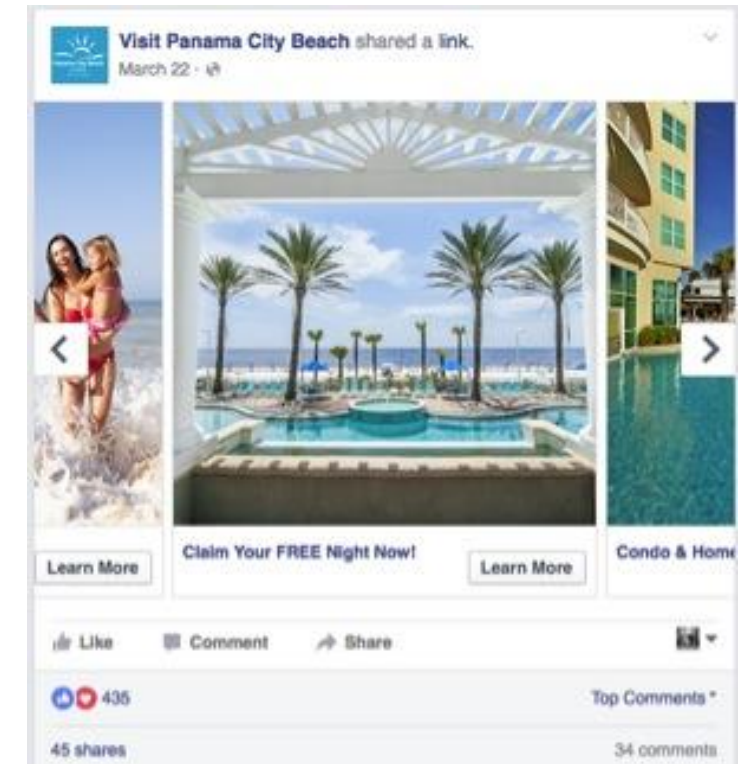 Visit Panama City Beach shared a link.
March 22
Learn More
Claim Your FREE Night Now!
Learn More
Condo & Home
Like
Comment
Share
435
Top Comments
45 shares
34 comments